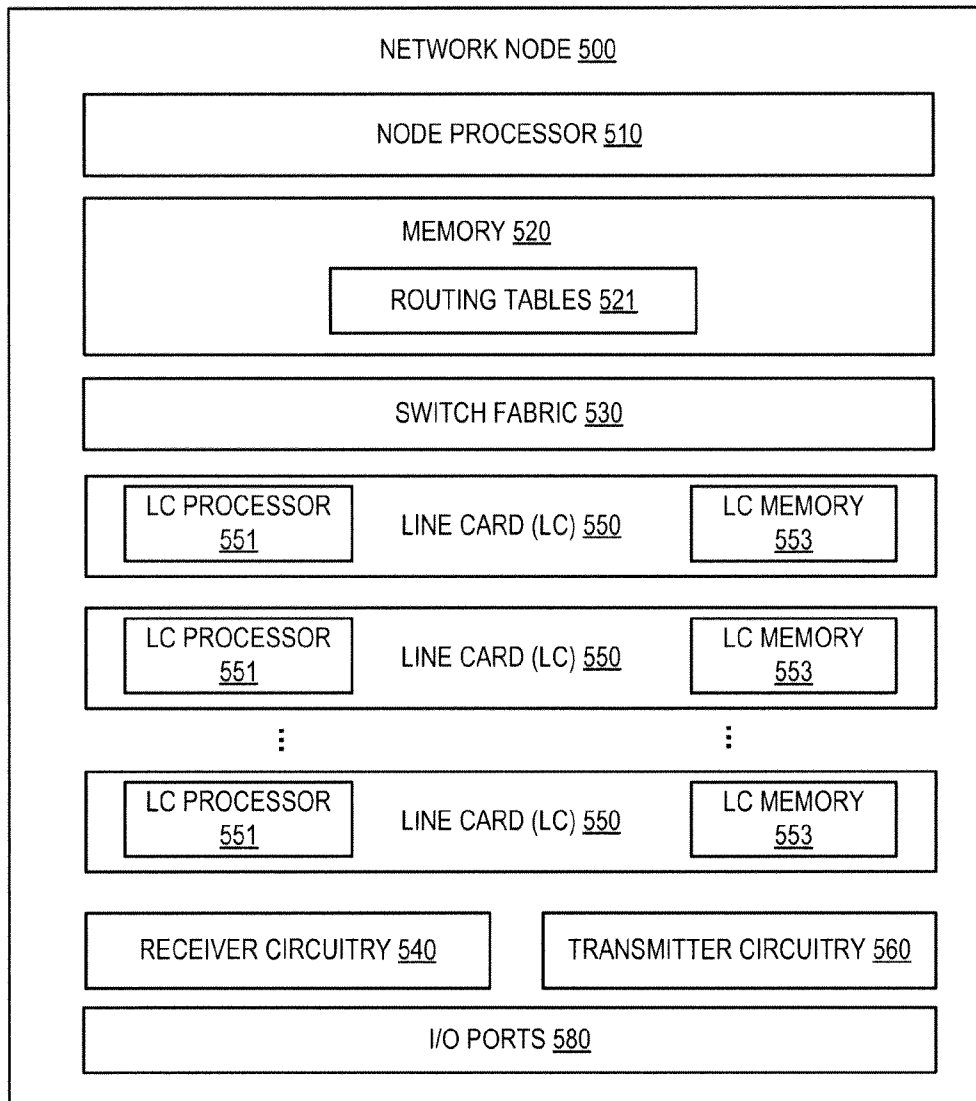 NETWORK NODE 500
NODE PROCESSOR 510
MEMORY 520
ROUTING TABLES 521
SWITCH FABRIC 530
LC PROCESSOR
551
LINE CARD (LC) 550
LC MEMORY
553
LC PROCESSOR
551
LINE CARD (LC) 550
LC MEMORY
553
...
...
LC PROCESSOR
551
LINE CARD (LC) 550
LC MEMORY
553
RECEIVER CIRCUITRY 540
TRANSMITTER CIRCUITRY 560
I/O PORTS 580